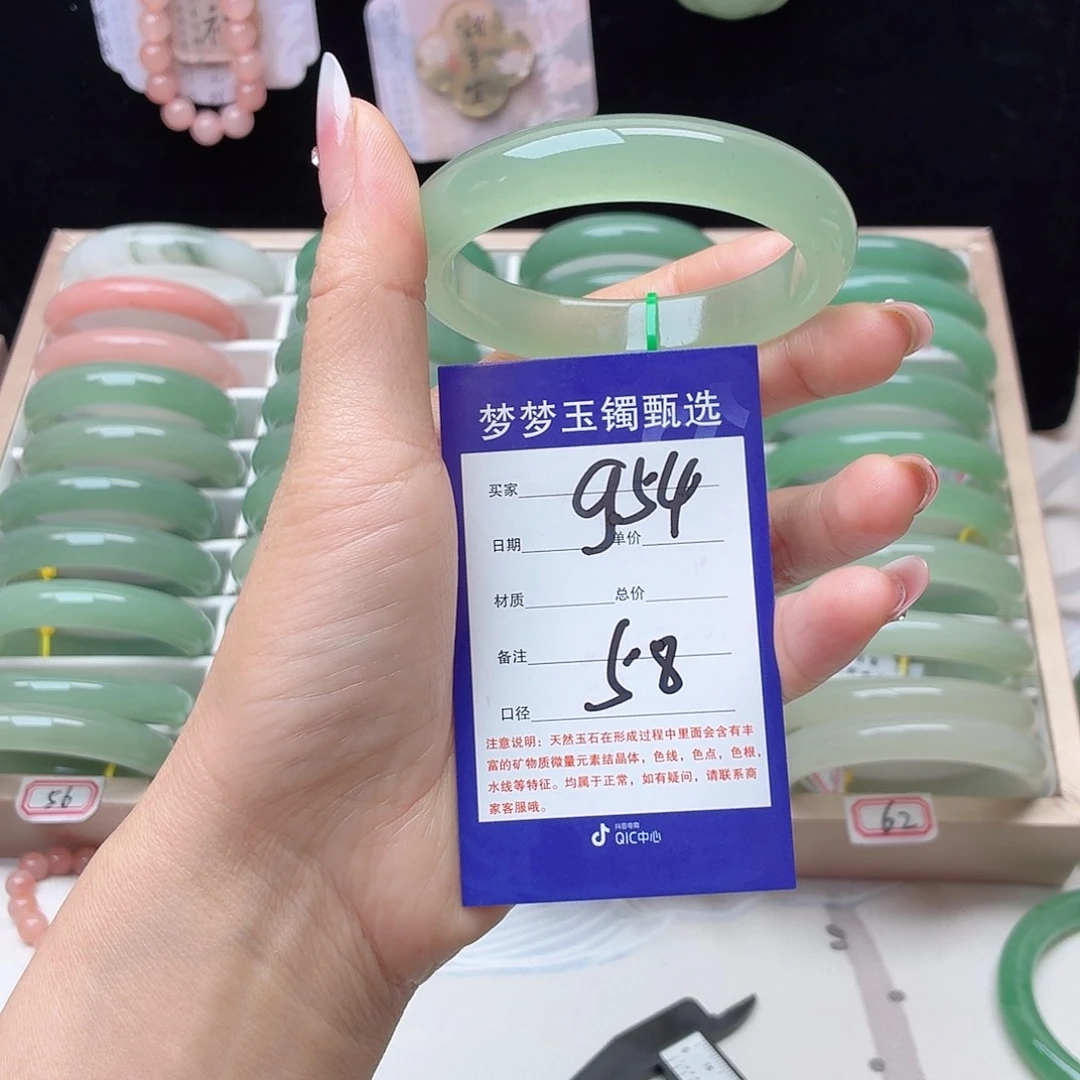 梦梦玉镯甄选
买家 954
日期 单价
材质 总价
备注 58
口径
注意说明：天然玉石在形成过程中里面会含有丰
富的矿物质微量元素结晶体，色线，色点，色根，
水线等特征。均属于正常，如有疑问，请联系商
家客服哦。
抖音电商
QIC中心
56
62